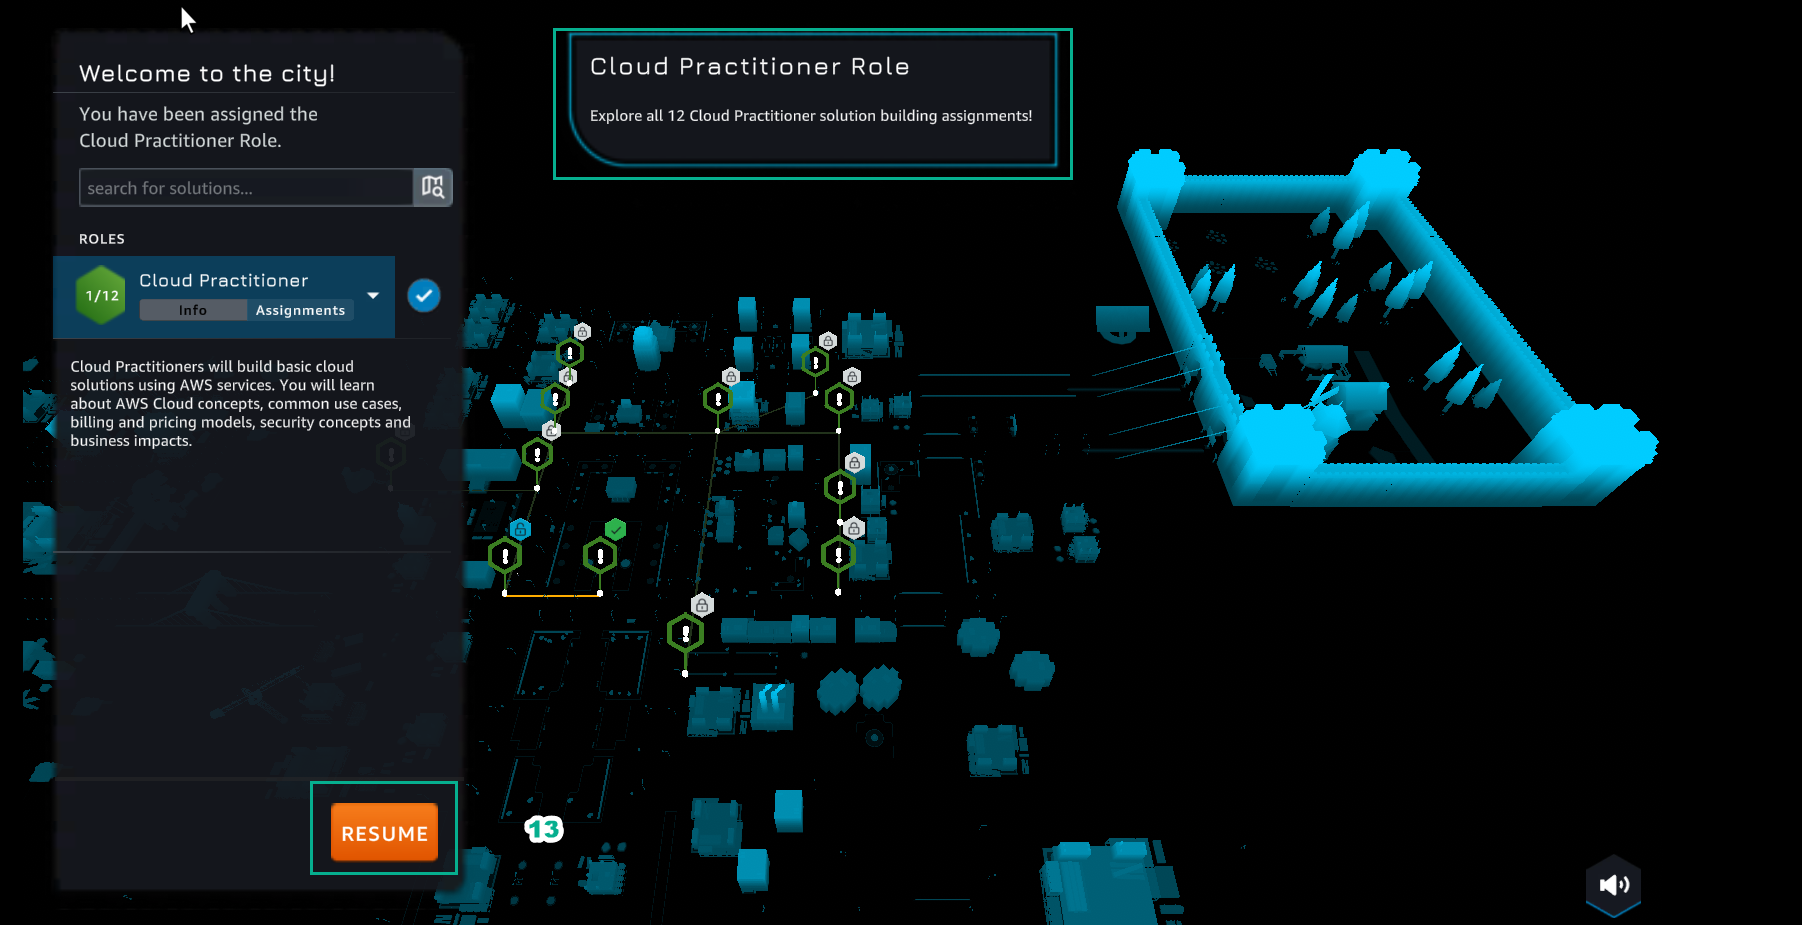 Welcome to the city!
You have been assigned the
Cloud Practitioner Role.
search for solutions...
ROLES
1/12
Cloud Practitioner
Info
Assignments
Cloud Practitioners will build basic cloud
solutions using AWS services. You will learn
about AWS Cloud concepts, common use cases,
billing and pricing models, security concepts and
business impacts.
RESUME
13
Cloud Practitioner Role
Explore all 12 Cloud Practitioner solution building assignments!